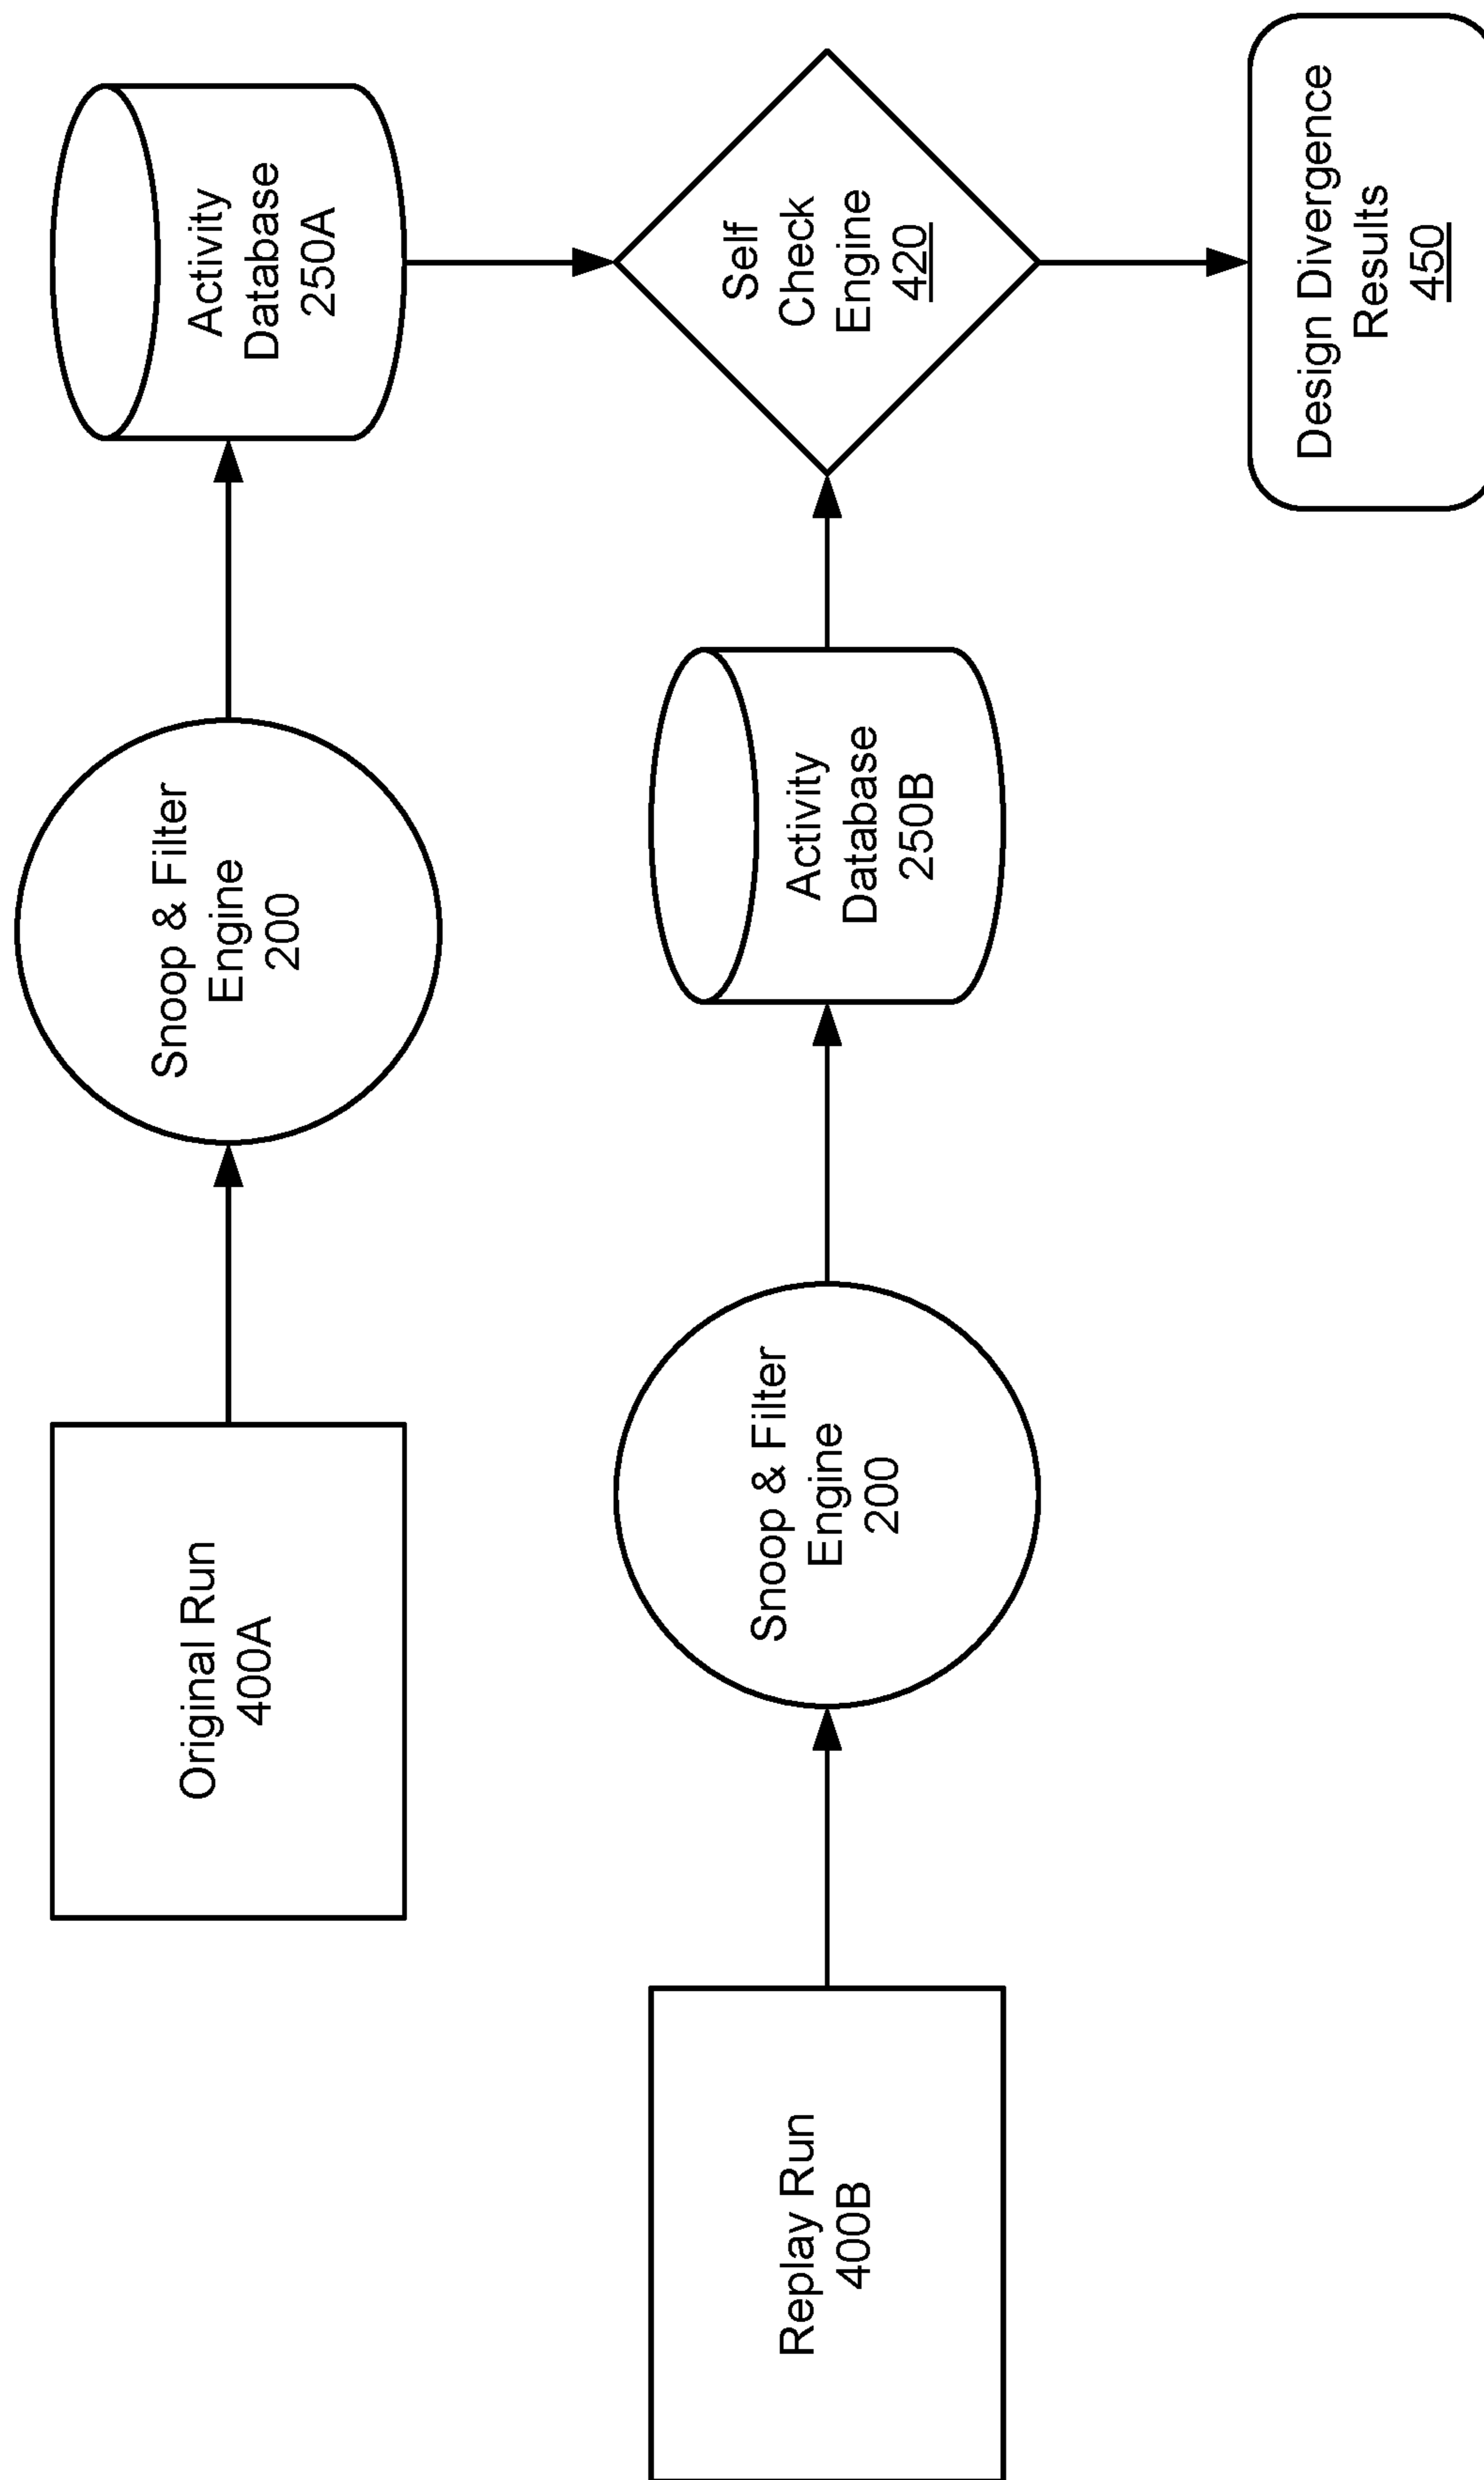 Original Run
400A
Snoop & Filter
Engine
200
Activity
Database
250A
Replay Run
400B
Snoop & Filter
Engine
200
Activity
Database
250B
Self
Check
Engine
420
Design Divergence
Results
450